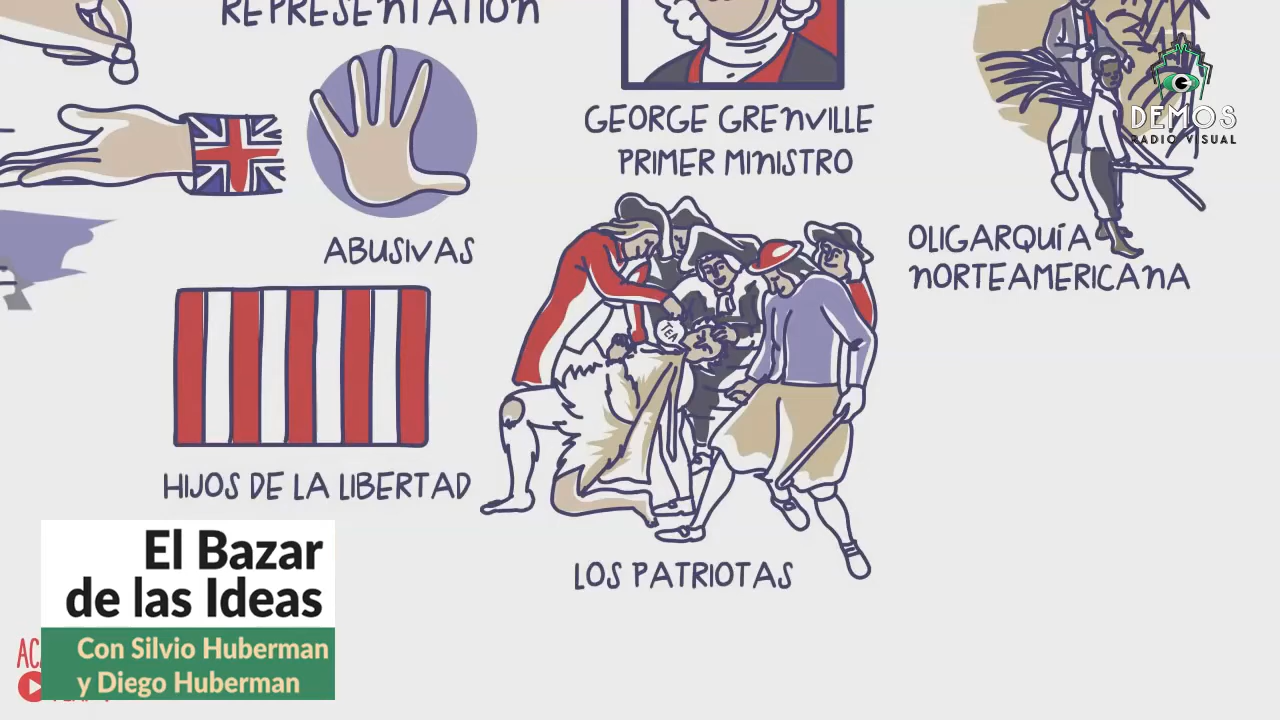 REPRESENTATION
GEORGE GRENVILLE
PRIMER MINISTRO
DEMOS
RADIO VISUAL
ABUSIVAS
OLIGARQUÍA
NORTEAMERICANA
TEA
HIJOS DE LA LIBERTAD
LOS PATRIOTAS
El Bazar
de las Ideas
Con Silvio Huberman
y Diego Huberman